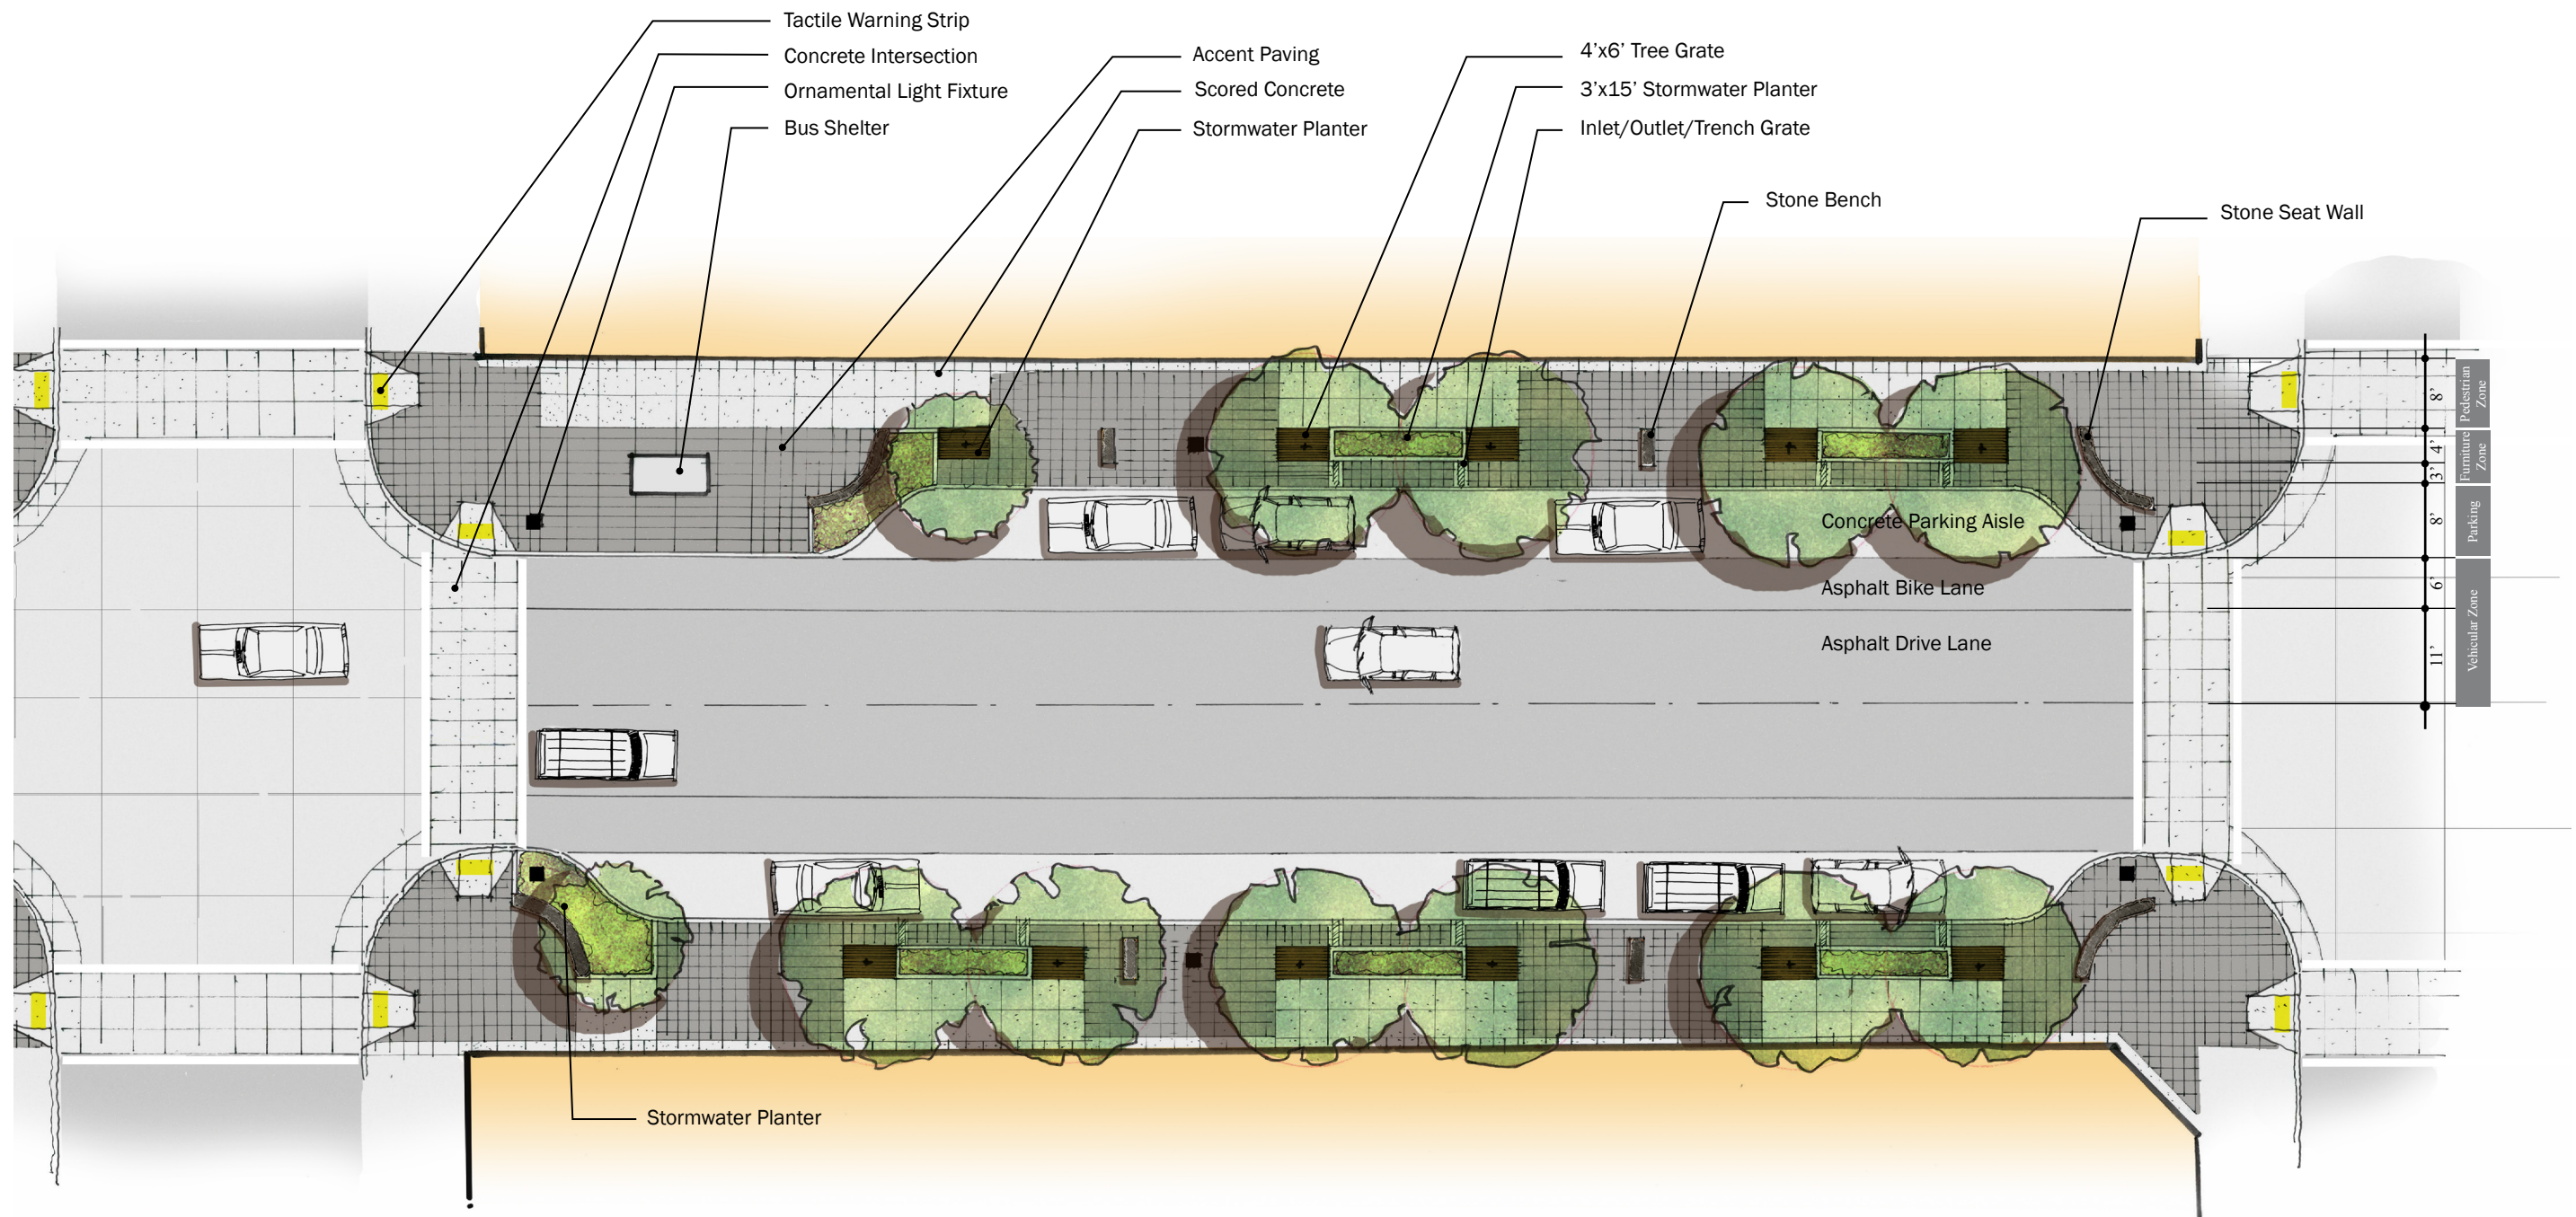 Tactile Warning Strip
Concrete Intersection
Ornamental Light Fixture
Bus Shelter
Accent Paving
Scored Concrete
Stormwater Planter
4’x6’ Tree Grate
3’x15’ Stormwater Planter
Inlet/Outlet/Trench Grate
Stone Bench
Stone Seat Wall
Concrete Parking Aisle
Asphalt Bike Lane
Asphalt Drive Lane
8’
Pedestrian
Zone
4’
3’
Furniture
Zone
8’
Parking
6’
11’
Vehicular Zone
Stormwater Planter